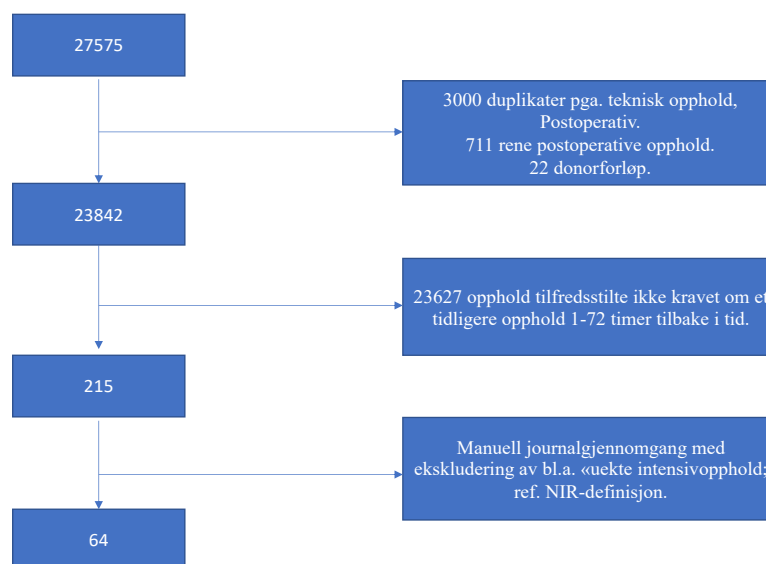 27575
3000 duplikater pga. teknisk opphold,
Postoperativ.
711 rene postoperative opphold.
22 donorforløp.
23842
23627 opphold tilfredsstilte ikke kravet om et
tidligere opphold 1-72 timer tilbake i tid.
215
Manuell journalgjennomgang med
ekskludering av bl.a. «uekte intensivopphold;
ref. NIR-definisjon.
64